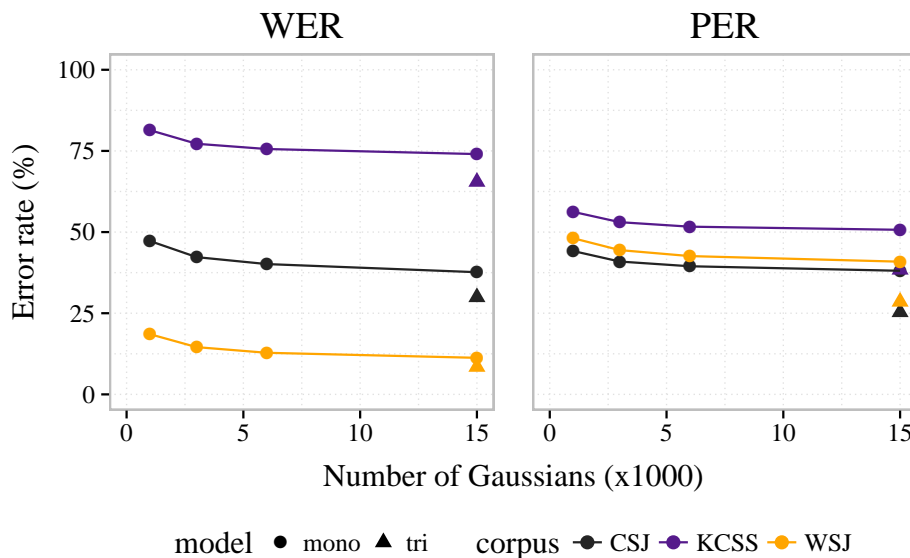 WER PER
100
75
50
25
0
Error rate (%)
0 5 10 15 0 5 10 15
Number of Gaussians (x1000)
model mono tri corpus CSJ KCSS WSJ